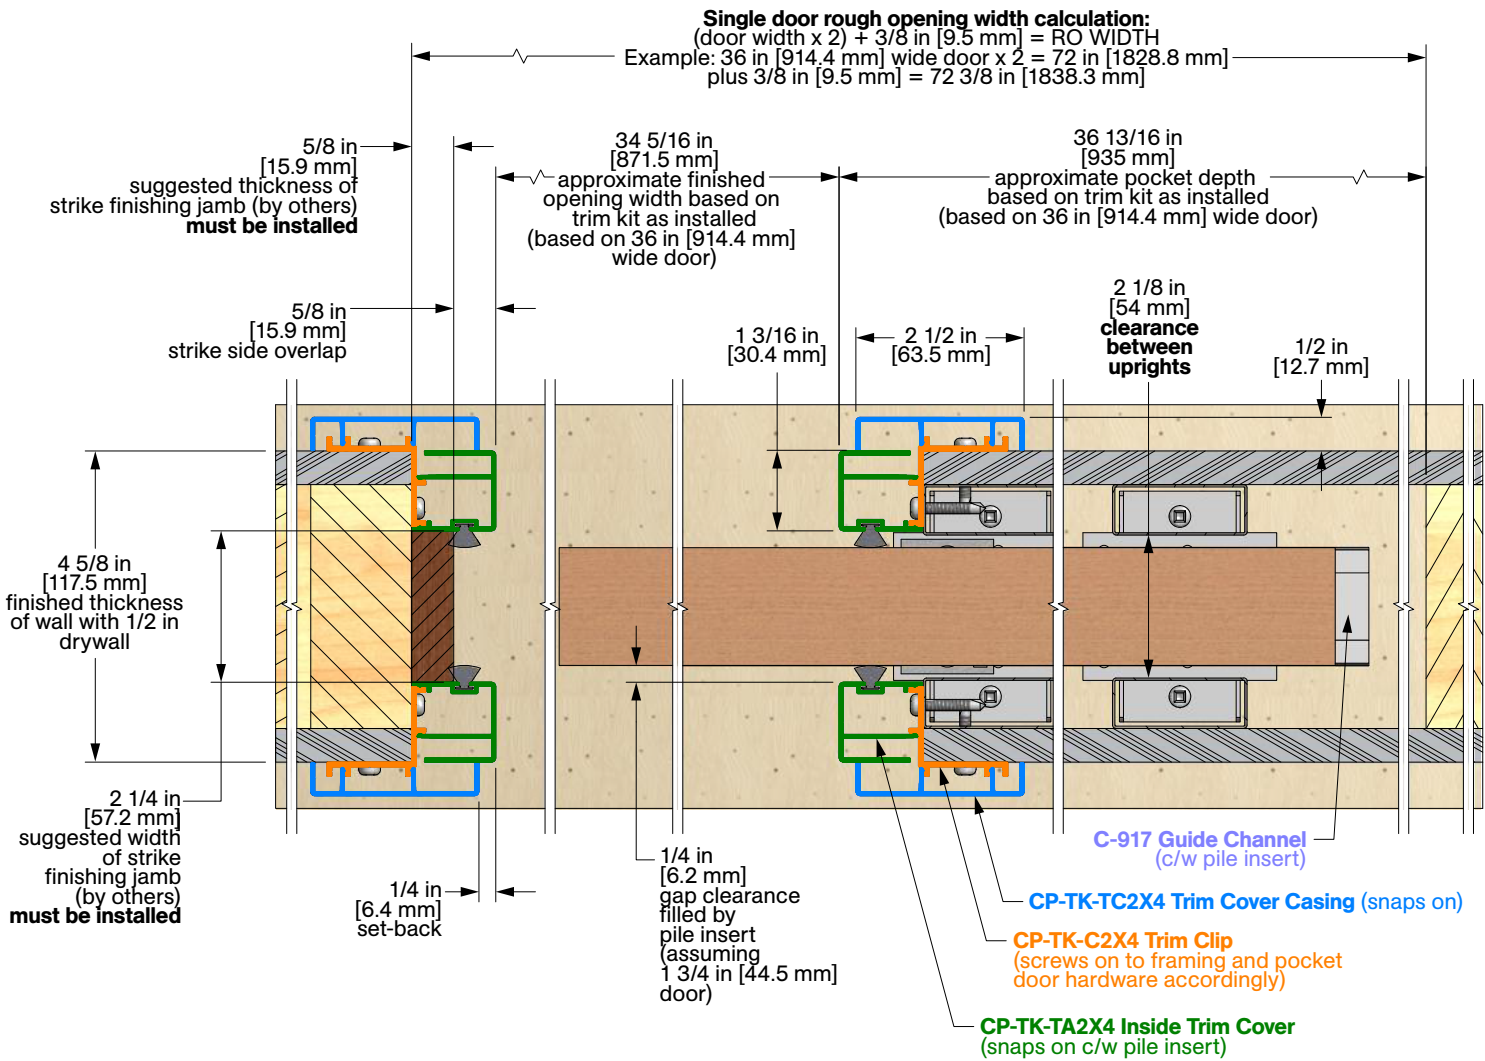 Single door rough opening width calculation:
(door width x 2) + 3/8 in [9.5 mm] = RO WIDTH
Example: 36 in [914.4 mm] wide door x 2 = 72 in [1828.8 mm]
plus 3/8 in [9.5 mm] = 72 3/8 in [1838.3 mm]
5/8 in
[15.9 mm]
suggested thickness of
strike finishing jamb (by others)
must be installed
34 5/16 in
[871.5 mm]
approximate finished
opening width based on
trim kit as installed
(based on 36 in [914.4 mm]
wide door)
36 13/16 in
[935 mm]
approximate pocket depth
based on trim kit as installed
(based on 36 in [914.4 mm] wide door)
5/8 in
[15.9 mm]
strike side overlap
1 3/16 in
[30.4 mm]
2 1/2 in
[63.5 mm]
2 1/8 in
[54 mm]
clearance
between
uprights
1/2 in
[12.7 mm]
4 5/8 in
[117.5 mm]
finished thickness
of wall with 1/2 in
drywall
2 1/4 in
[57.2 mm]
suggested width
of strike
finishing jamb
(by others)
must be installed
1/4 in
[6.4 mm]
set-back
1/4 in
[6.2 mm]
gap clearance
filled by
pile insert
(assuming
1 3/4 in [44.5 mm]
door)
C-917 Guide Channel
(c/w pile insert)
CP-TK-TC2X4 Trim Cover Casing (snaps on)
CP-TK-C2X4 Trim Clip
(screws on to framing and pocket
door hardware accordingly)
CP-TK-TA2X4 Inside Trim Cover
(snaps on c/w pile insert)